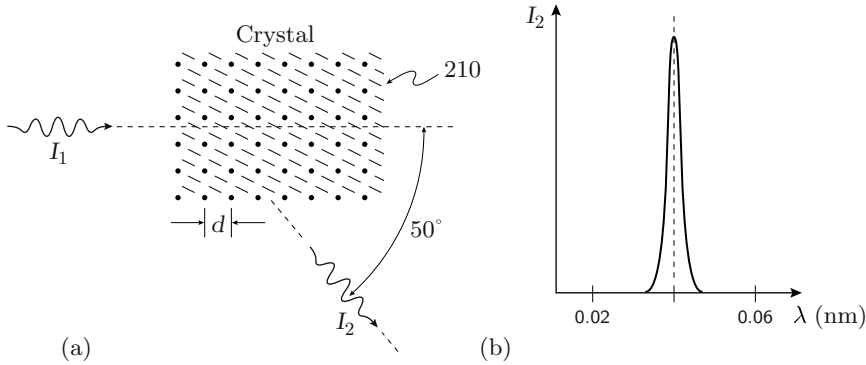 Crystal
210
I₁
d
50°
I₂
(a)
I₂
0.02
0.06
λ (nm)
(b)